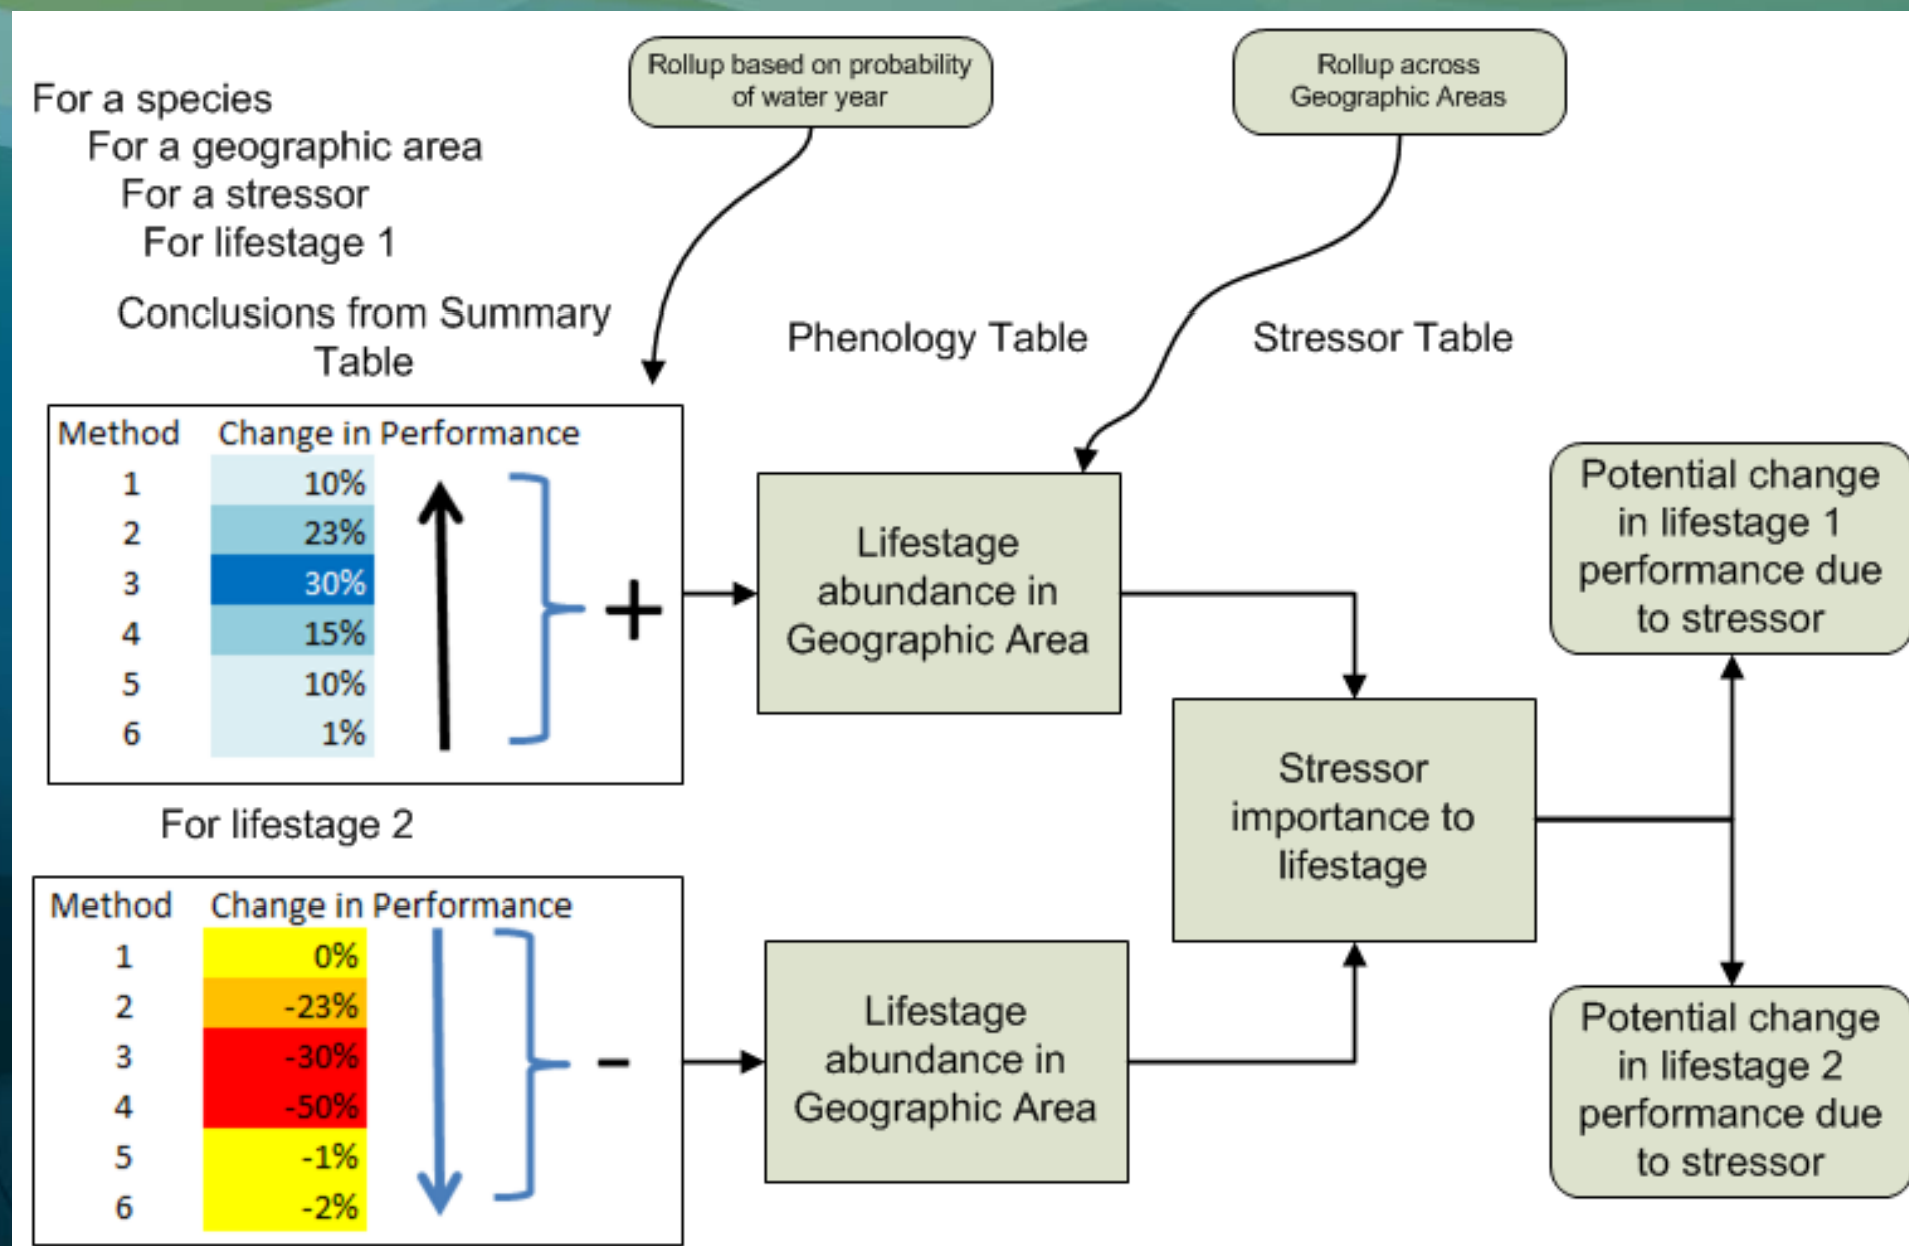 Rollup based on probability
of water year
Rollup across
Geographic Areas
For a species
For a geographic area
For a stressor
For lifestage 1
Conclusions from Summary
Table
Phenology Table
Stressor Table
Method Change in Performance
1 10%
2 23%
3 30%
4 15%
5 10%
6 1%
+
Lifestage
abundance in
Geographic Area
Potential change
in lifestage 1
performance due
to stressor
Stressor
importance to
lifestage
For lifestage 2
Method Change in Performance
1 0%
2 -23%
3 -30%
4 -50%
5 -1%
6 -2%
-
Lifestage
abundance in
Geographic Area
Potential change
in lifestage 2
performance due
to stressor